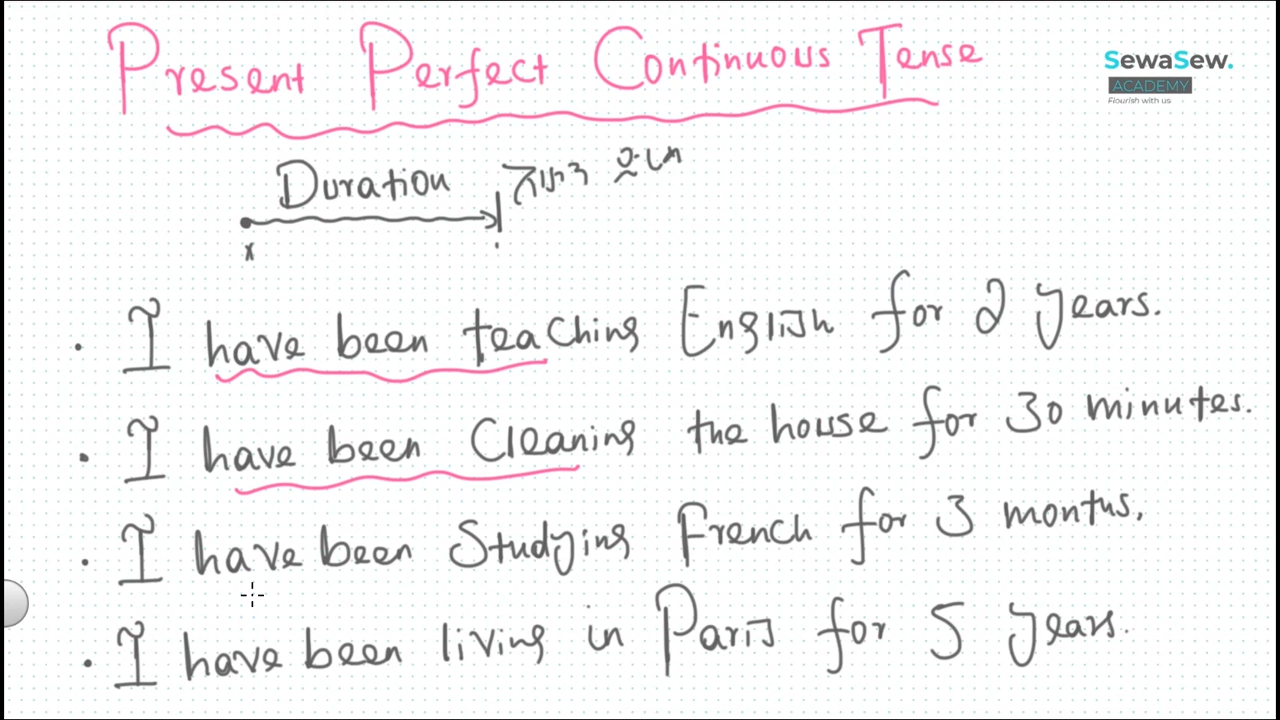 Present Perfect Continuous Tense
SewaSew.
ACADEMY
Flourish with us
Duration
x
• I have been teaching English for 2 years.
• I have been Cleaning the house for 30 minutes.
• I have been Studying French for 3 months.
• I have been living in Paris for 5 years.